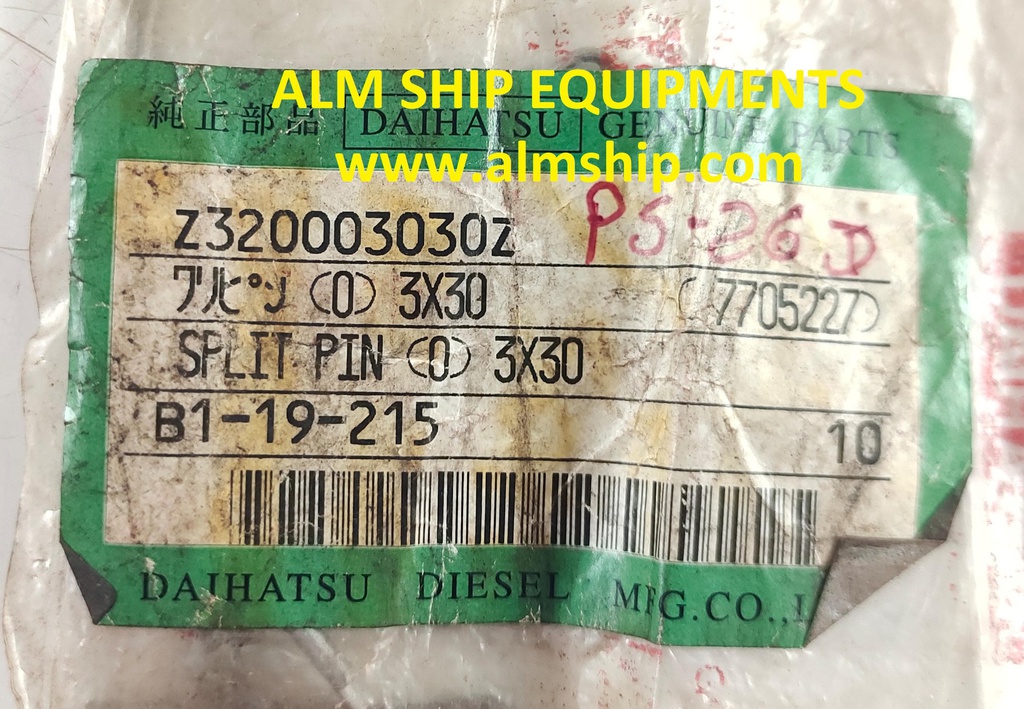 ALM SHIP EQUIPMENTS
純正部品 DAIHATSU GENUINE PARTS
www.almship.com
Z320003030Z PS-26D
ワリピン (0) 3X30 (7705227)
SPLIT PIN (0) 3X30
B1-19-215 10
DAIHATSU DIESEL MFG.CO.,